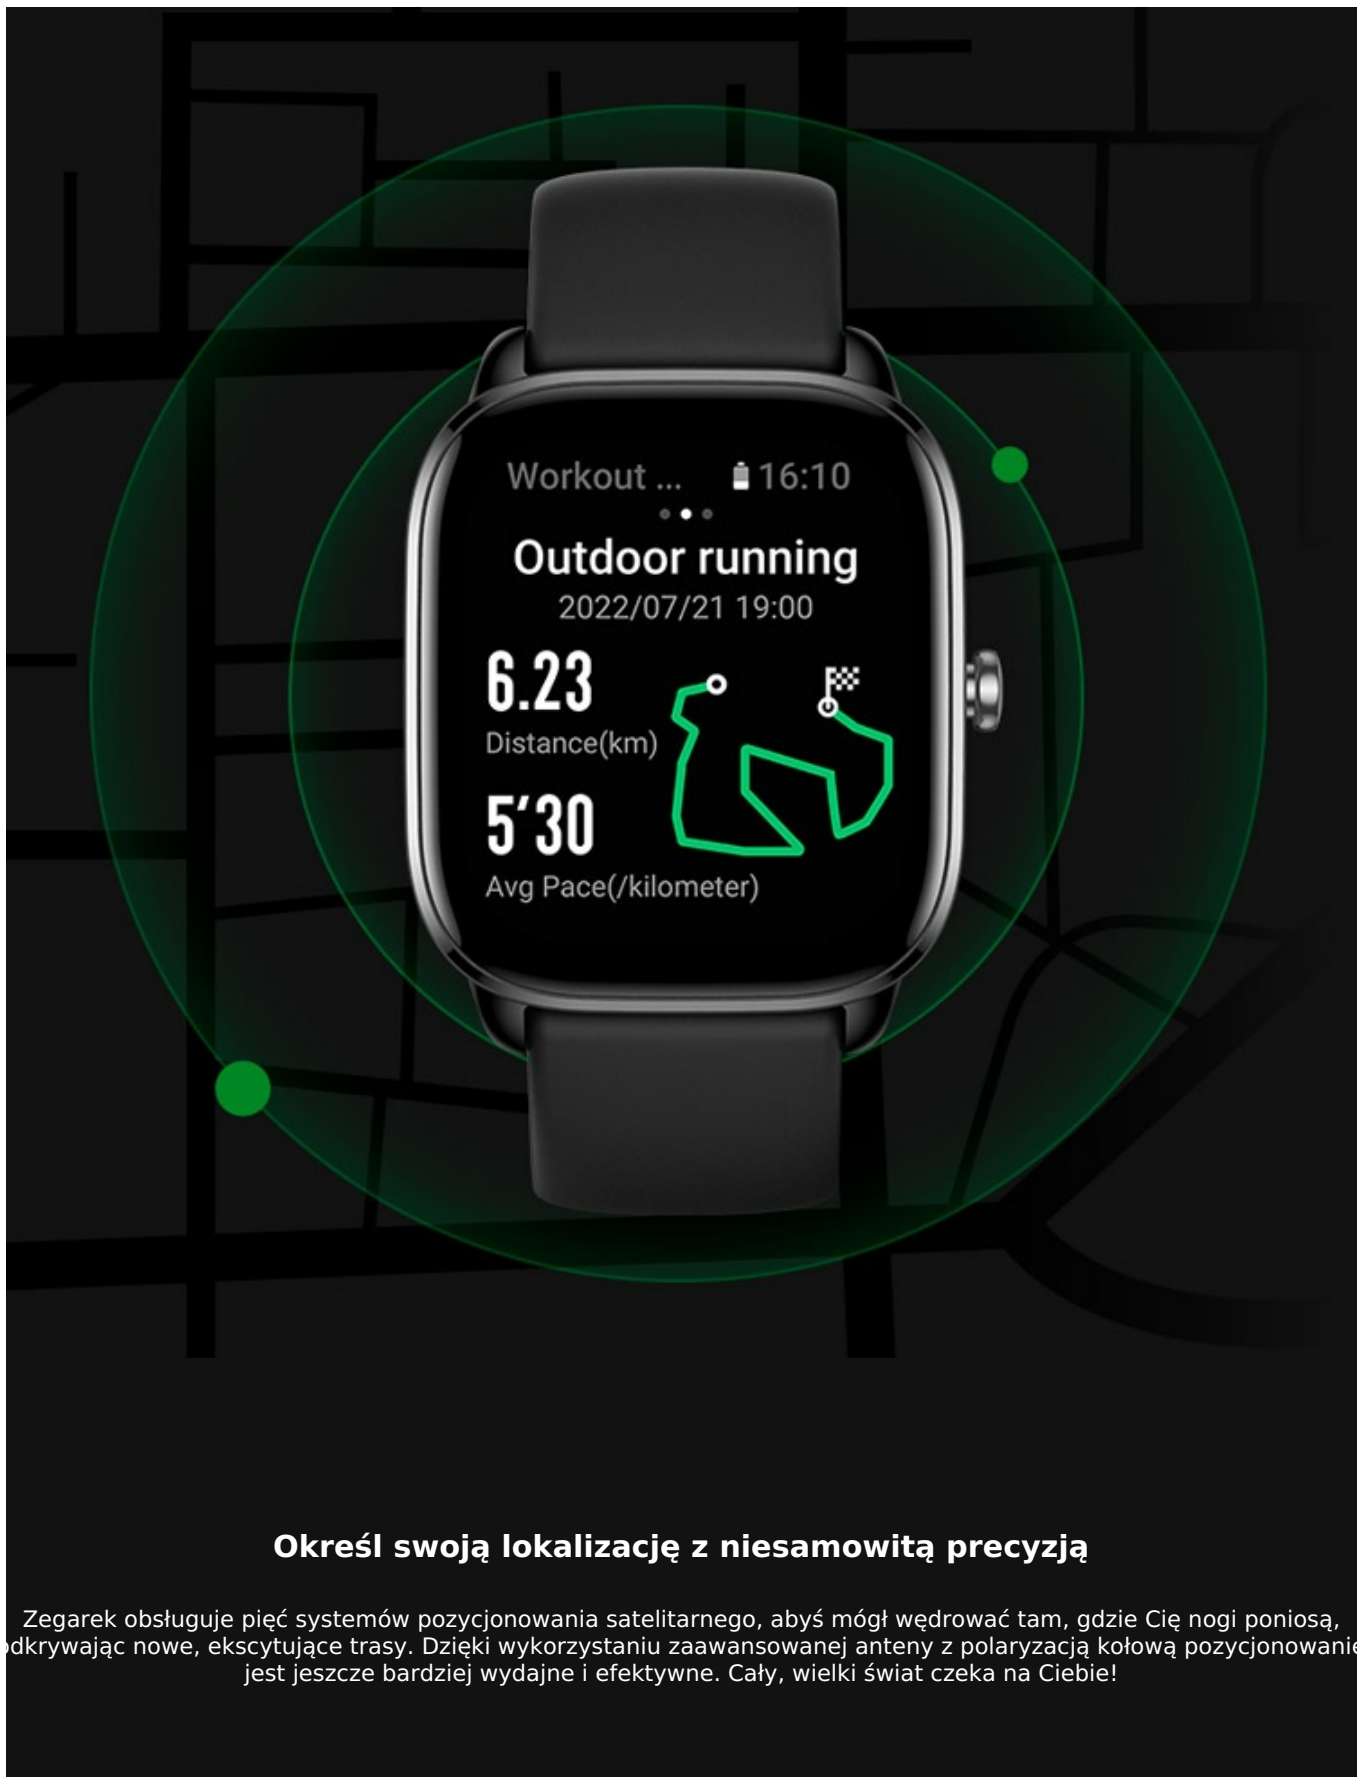 Workout ... 16:10
Outdoor running
2022/07/21 19:00
6.23
Distance(km)
5′30
Avg Pace(/kilometer)
Określ swoją lokalizację z niesamowitą precyzją
Zegarek obsługuje pięć systemów pozycjonowania satelitarnego, abyś mógł wędrować tam, gdzie Cię nogi poniosą,
odkrywając nowe, ekscytujące trasy. Dzięki wykorzystaniu zaawansowanej anteny z polaryzacją kołową pozycjonowanie
jest jeszcze bardziej wydajne i efektywne. Cały, wielki świat czeka na Ciebie!